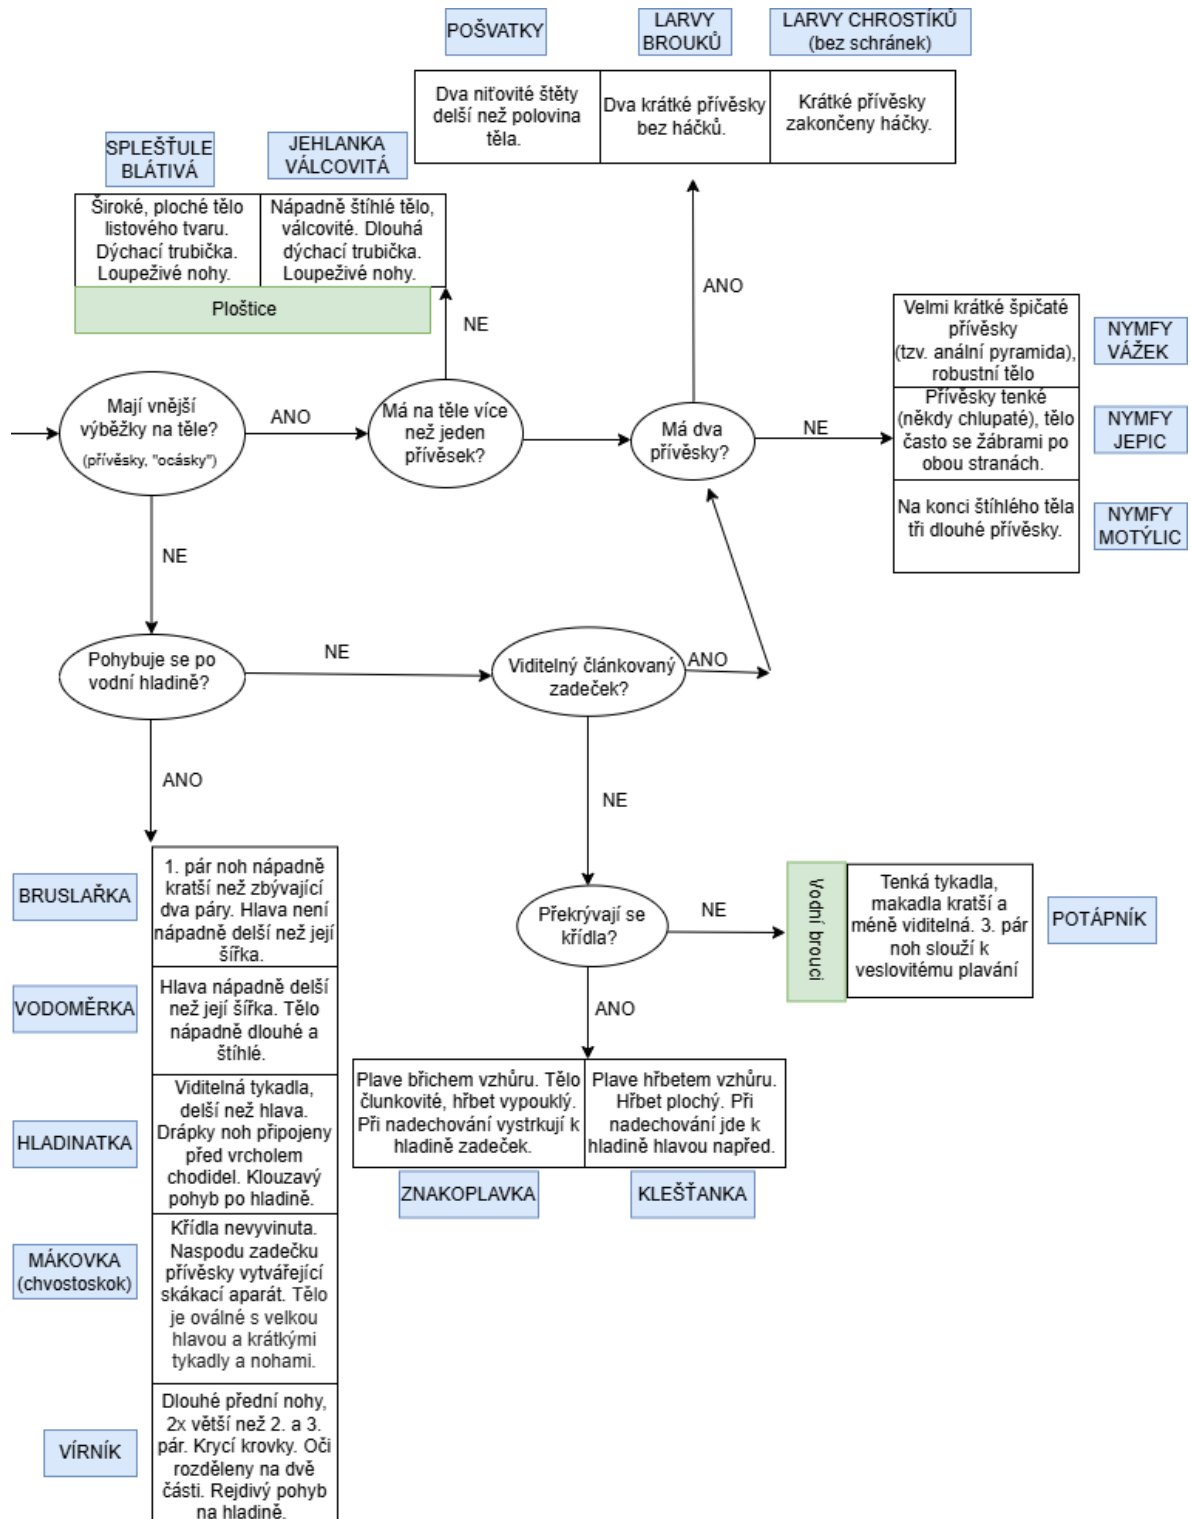 POŠVATKY
LARVY
BROUKŮ
LARVY CHROSTÍKŮ
(bez schránek)
Dva niťovité štěty
delší než polovina
těla.
Dva krátké přívěsky
bez háčků.
Krátké přívěsky
zakončeny háčky.
SPLEŠŤULE
BLÁTIVÁ
JEHLANKA
VÁLCOVITÁ
Široké, ploché tělo
listového tvaru.
Dýchací trubička.
Loupeživé nohy.
Nápadně štíhlé tělo,
válcovité. Dlouhá
dýchací trubička.
Loupeživé nohy.
Ploštice
NE
ANO
Velmi krátké špičaté
přívěsky
(tzv. anální pyramida),
robustní tělo
NYMFY
VÁŽEK
Mají vnější
výběžky na těle?
(přívěsky, "ocásky")
ANO
Má na těle více
než jeden
přívěsek?
Má dva
přívěsky?
NE
Přívěsky tenké
(někdy chlupaté), tělo
často se žábrami po
obou stranách.
NYMFY
JEPIC
Na konci štíhlého těla
tři dlouhé přívěsky.
NYMFY
MOTÝLIC
NE
Pohybuje se po
vodní hladině?
NE
Viditelný článkovaný
zadeček?
ANO
ANO
NE
BRUSLAŘKA
1. pár noh nápadně
kratší než zbývající
dva páry. Hlava není
nápadně delší než její
šířka.
Překrývají se
křídla?
NE
Vodní brouci
Tenká tykadla,
makadla kratší a
méně viditelná. 3. pár
noh slouží k
veslovitému plavání
POTÁPNÍK
VODOMĚRKA
Hlava nápadně delší
než její šířka. Tělo
nápadně dlouhé a
štíhlé.
ANO
HLADINATKA
Viditelná tykadla,
delší než hlava.
Drápky noh připojeny
před vrcholem
chodidel. Klouzavý
pohyb po hladině.
Plave břichem vzhůru. Tělo
člunkovité, hřbet vypouklý.
Při nadechování vystrkují k
hladině zadeček.
Plave hřbetem vzhůru.
Hřbet plochý. Při
nadechování jde k
hladině hlavou napřed.
ZNAKOPLAVKA
KLEŠŤANKA
MÁKOVKA
(chvostoskok)
Křídla nevyvinuta.
Naspodu zadečku
přívěsky vytvářející
skákací aparát. Tělo
je oválné s velkou
hlavou a krátkými
tykadly a nohami.
VÍRNÍK
Dlouhé přední nohy,
2x větší než 2. a 3.
pár. Krycí krovky. Oči
rozděleny na dvě
části. Rejdivý pohyb
na hladině.